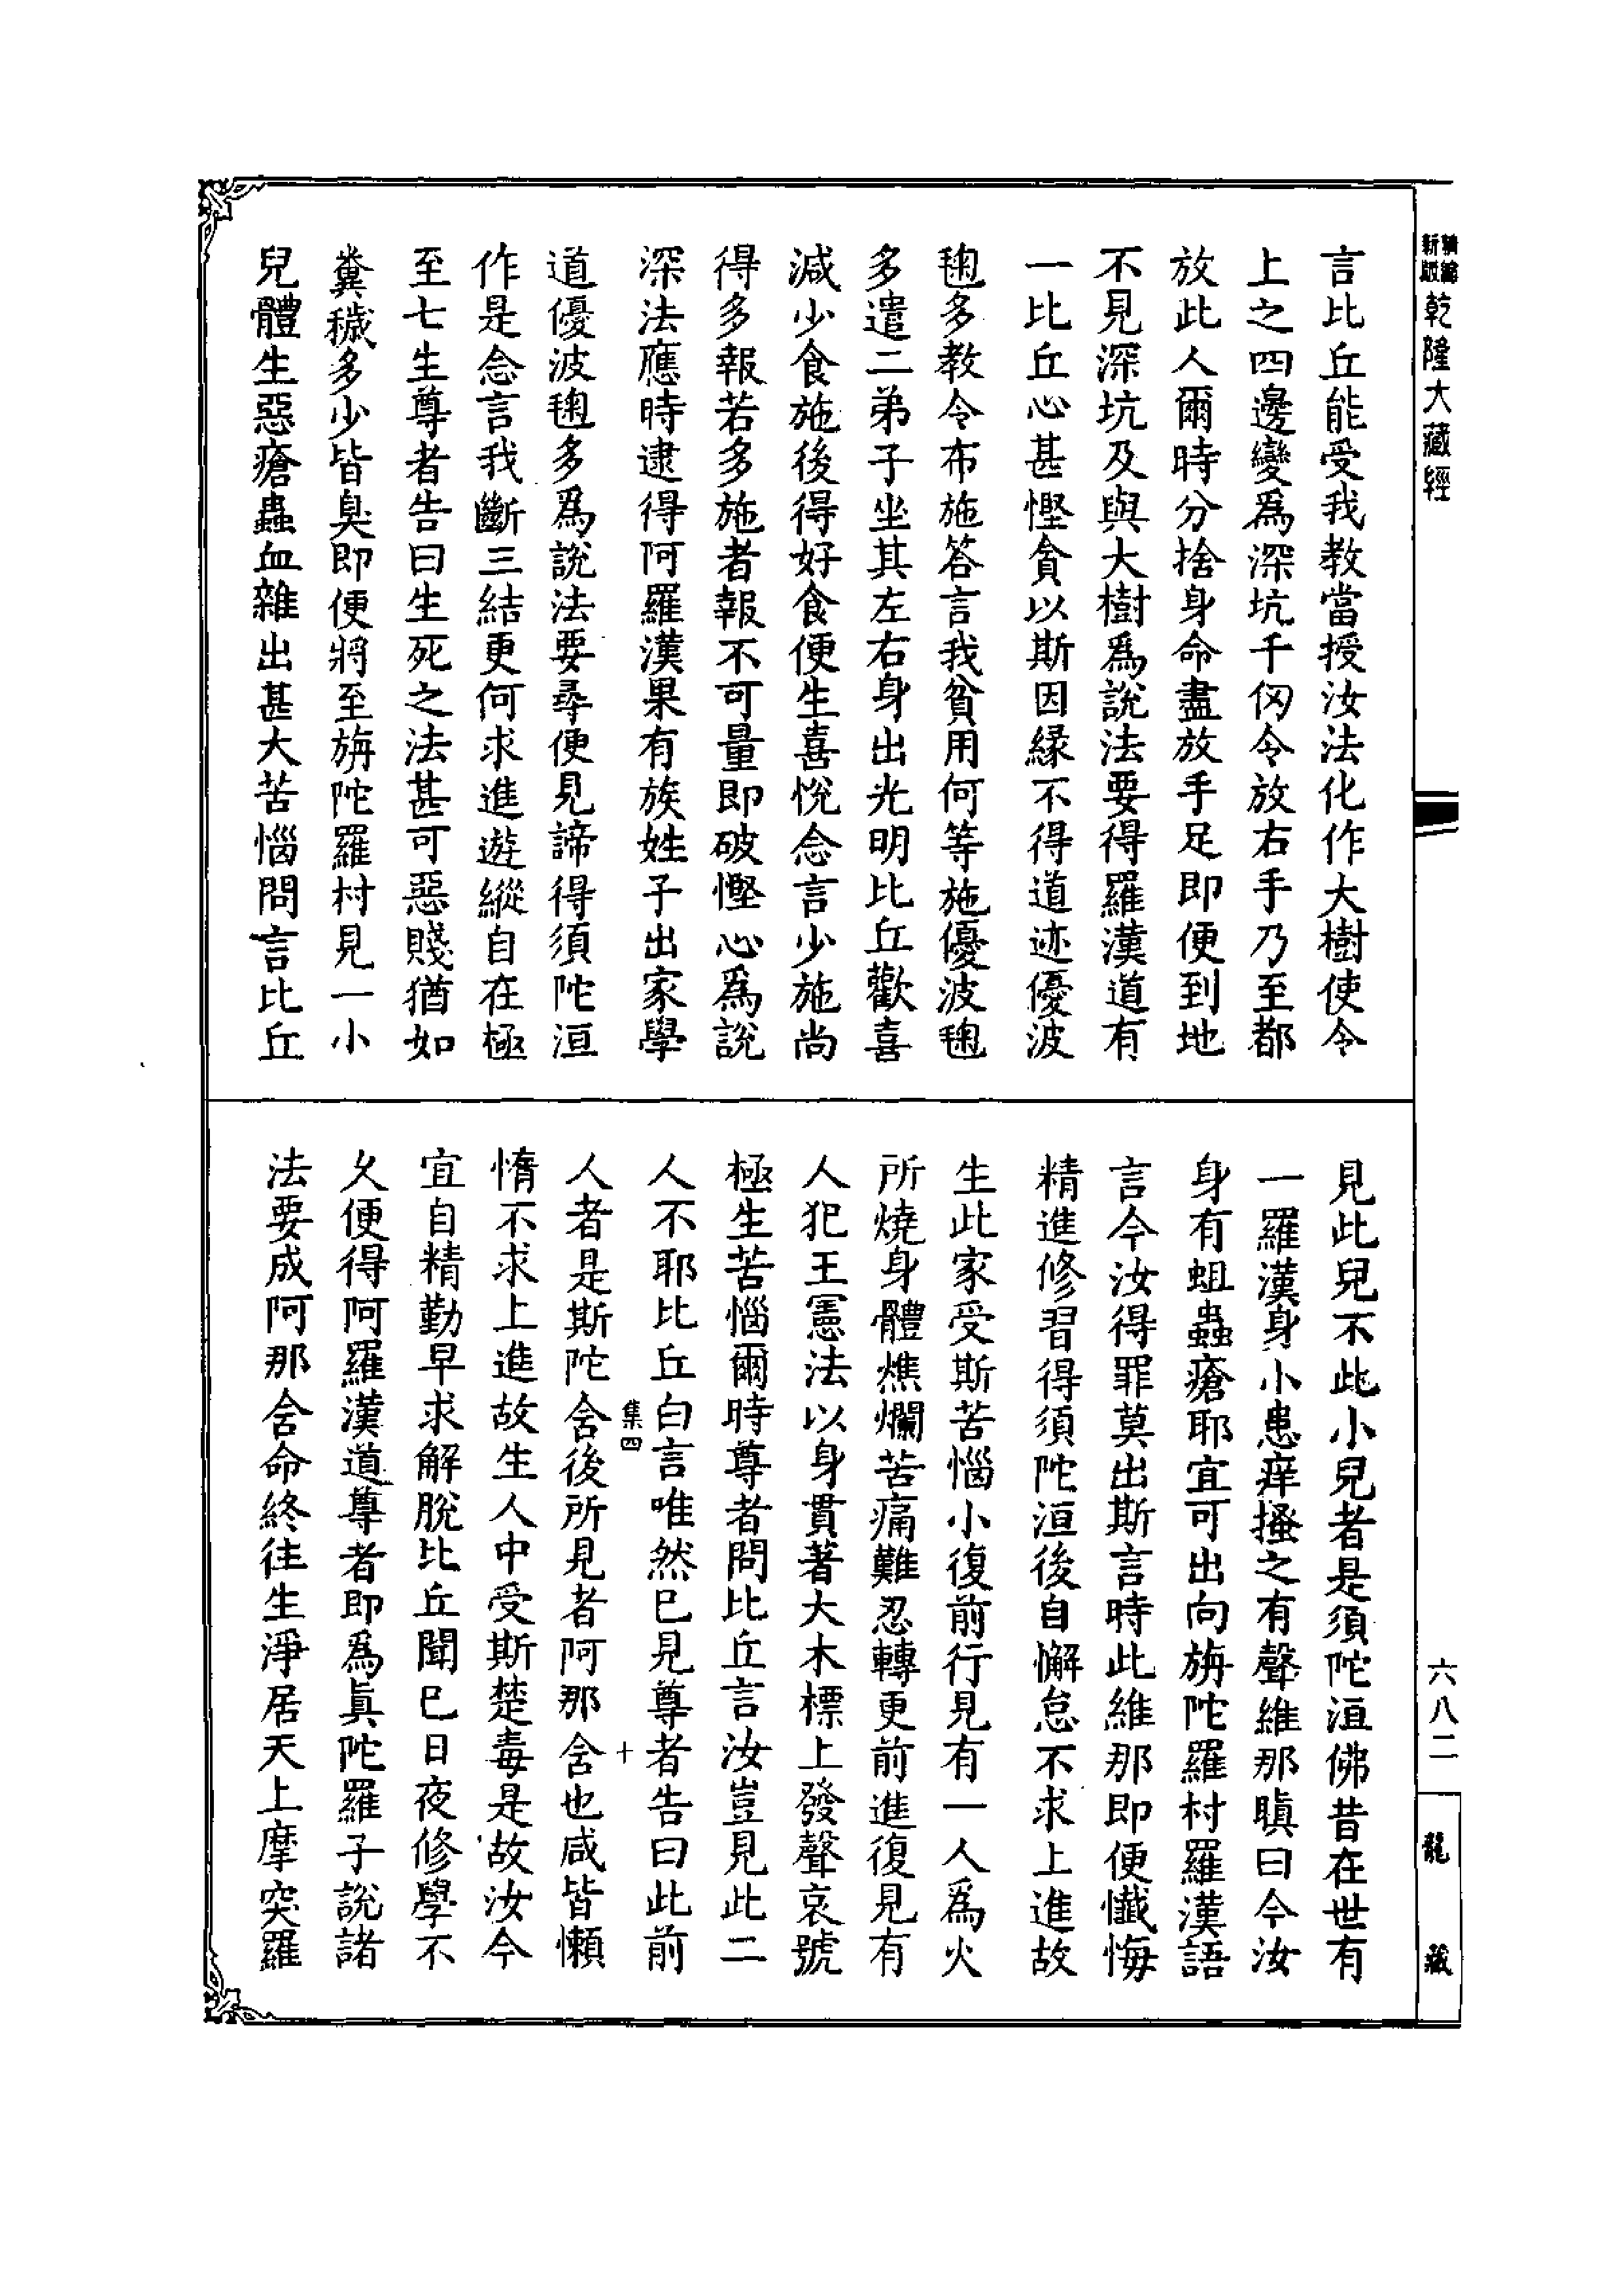 新版
精編
乾隆大藏經
六八二
龍藏
言比丘能受我教當授汝法化作大樹使令
上之四邊變爲深坑千仞令放右手乃至都
放此人爾時分捨身命盡放手足即便到地
不見深坑及與大樹爲說法要得羅漢道有
一比丘心甚慳貪以斯因緣不得道迹優波
毱多教令布施答言我貧用何等施優波毱
多遣二弟子坐其左右身出光明比丘歡喜
減少食施後得好食便生喜悅念言少施尚
得多報若多施者報不可量即破慳心爲說
深法應時逮得阿羅漢果有族姓子出家學
道優波毱多爲說法要尋便見諦得須陀洹
作是念言我斷三結更何求進遊縱自在極
至七生尊者告曰生死之法甚可惡賤猶如
糞穢多少皆臭即便將至旃陀羅村見一小
兒體生惡瘡蟲血雜出甚大苦惱問言比丘
見此兒不此小兒者是須陀洹佛昔在世有
一羅漢身小患痒搔之有聲維那瞋曰今汝
身有蛆蟲瘡耶宜可出向旃陀羅村羅漢語
言今汝得罪莫出斯言時此維那即便懺悔
精進修習得須陀洹後自懈怠不求上進故
生此家受斯苦惱小復前行見有一人爲火
所燒身體燋爛苦痛難忍轉更前進復見有
人犯王憲法以身貫著大木標上發聲哀號
極生苦惱爾時尊者問比丘言汝豈見此二
人不耶比丘白言唯然已見尊者告曰此前
集四
十
人者是斯陀含後所見者阿那含也咸皆懶
惰不求上進故生人中受斯楚毒是故汝今
宜自精勤早求解脫比丘聞已日夜修學不
久便得阿羅漢道尊者即爲眞陀羅子說諸
法要成阿那含命終往生淨居天上摩突羅